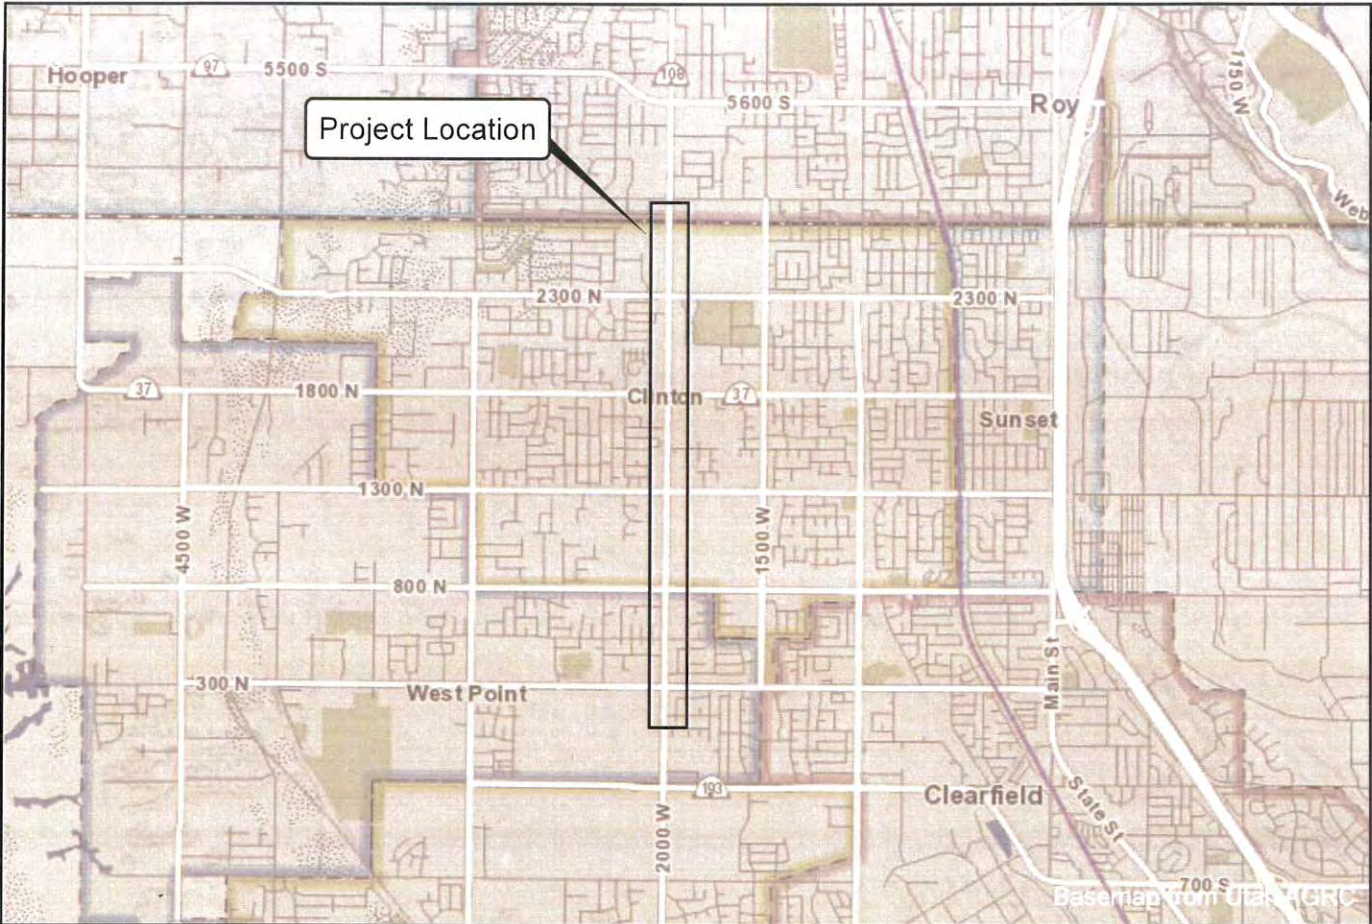 Hooper
97
5500 S
108
5600 S
Roy
1150 W
Project Location
2300 N
2300 N
37
1800 N
Clinton
37
Sunset
1300 N
4500 W
1500 W
800 N
300 N
West Point
Main St
193
Clearfield
State St
2000 W
700 S
Basemap from Utah AGRC